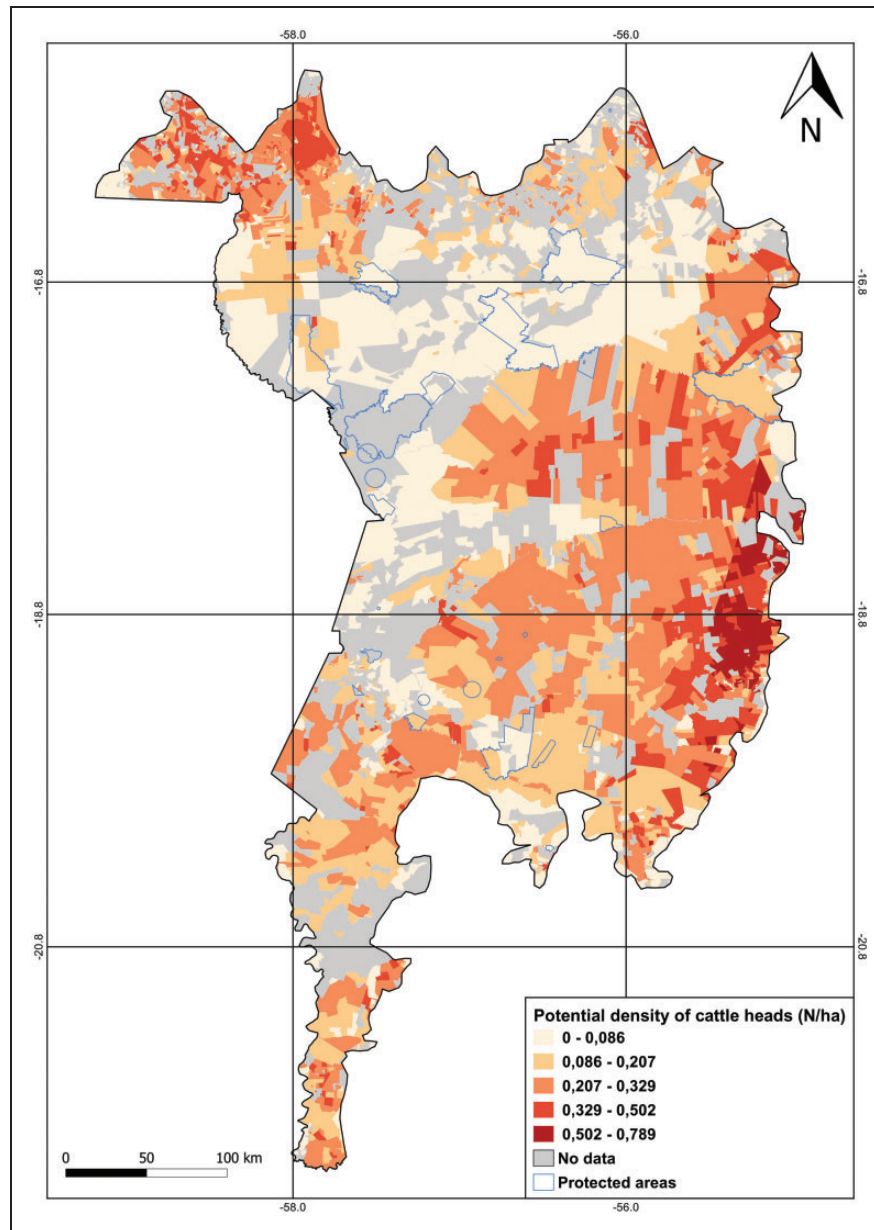 -58.0
-56.0
N
-16.8
-16.8
-18.8
-18.8
-20.8
-20.8
Potential density of cattle heads (N/ha)
0 - 0,086
0,086 - 0,207
0,207 - 0,329
0,329 - 0,502
0,502 - 0,789
No data
Protected areas
0 50 100 km
-58.0
-56.0